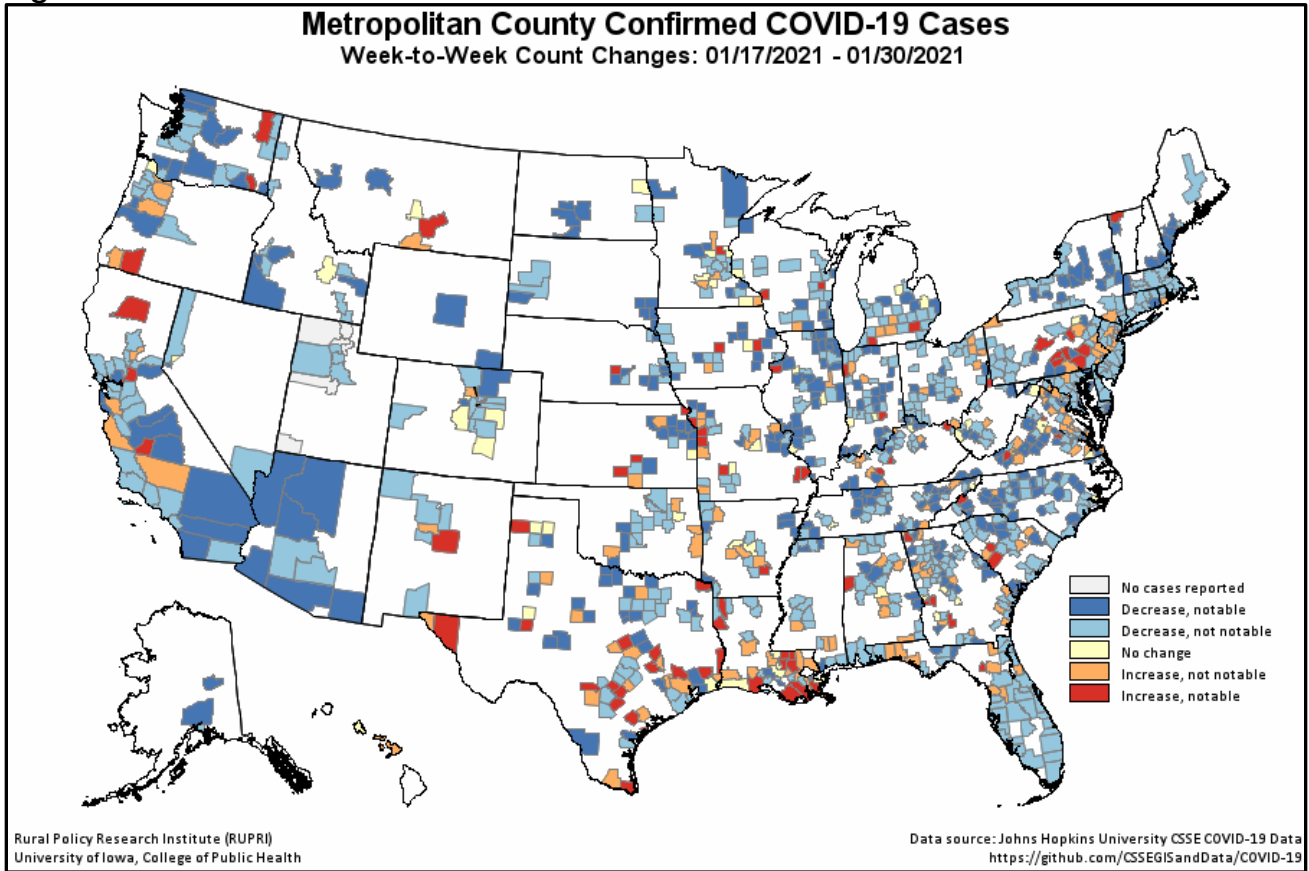 Metropolitan County Confirmed COVID-19 Cases
Week-to-Week Count Changes: 01/17/2021 - 01/30/2021
No cases reported
Decrease, notable
Decrease, not notable
No change
Increase, not notable
Increase, notable
Rural Policy Research Institute (RUPRI)
University of Iowa, College of Public Health
Data source: Johns Hopkins University CSSE COVID-19 Data
https://github.com/CSSEGISandData/COVID-19